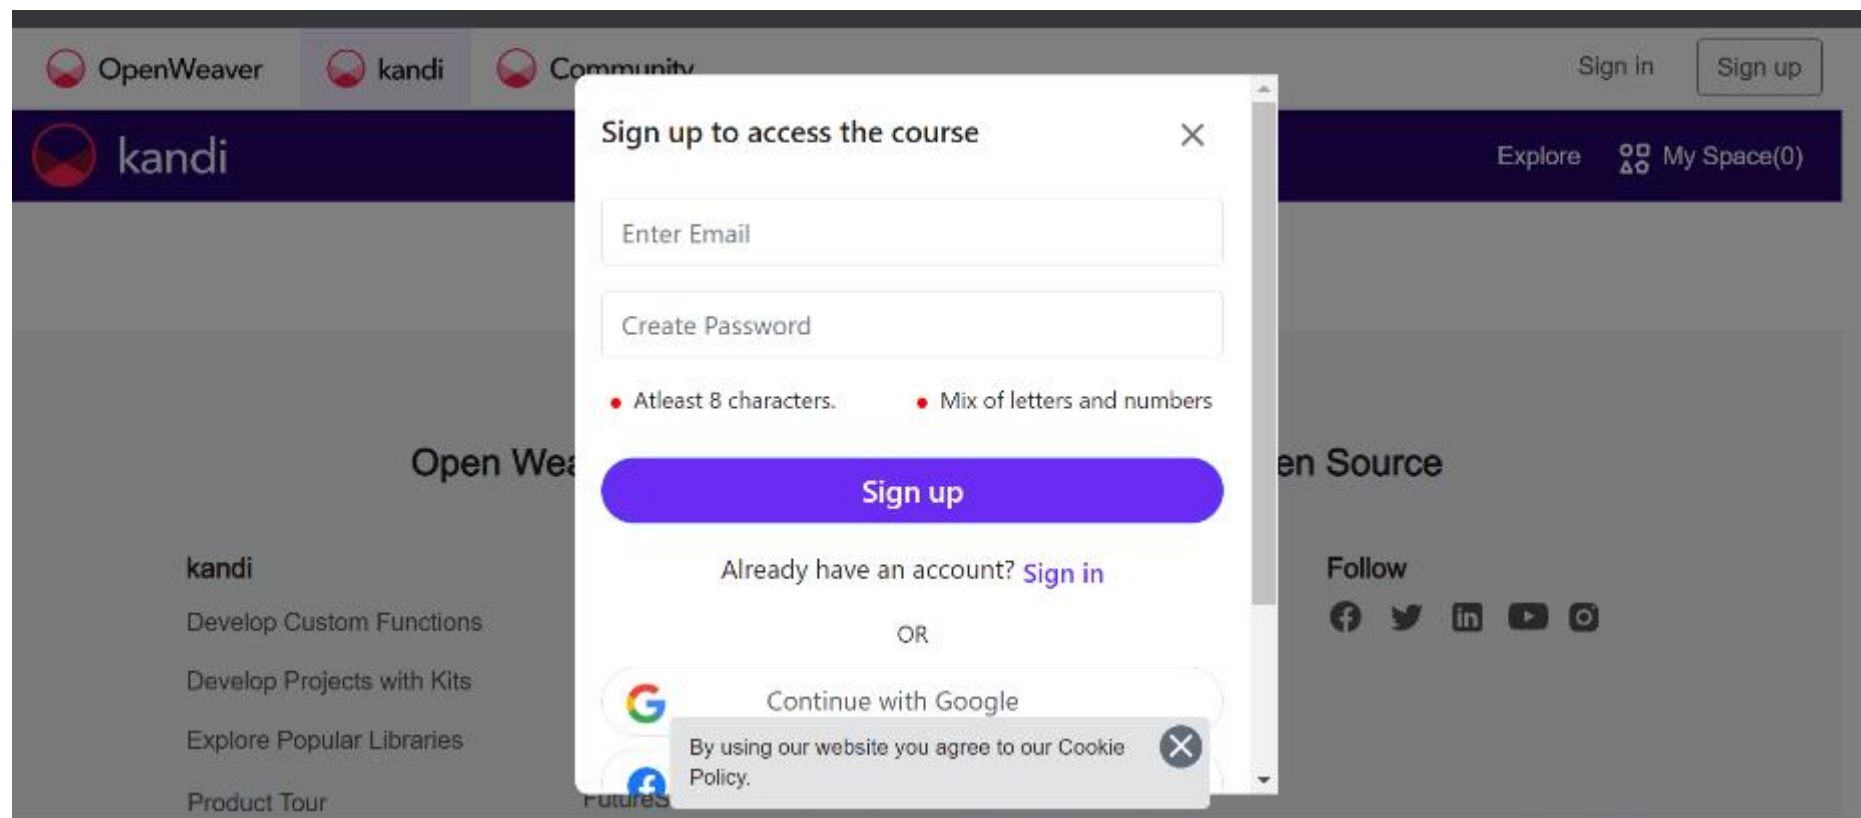 OpenWeaver kandi Community Sign in Sign up
kandi Explore My Space(0)
Sign up to access the course
Enter Email
Create Password
Atleast 8 characters. Mix of letters and numbers
Sign up
Already have an account? Sign in
OR
Continue with Google
By using our website you agree to our Cookie
Policy.
Open Wea
en Source
kandi
Develop Custom Functions
Develop Projects with Kits
Explore Popular Libraries
Product Tour
Follow